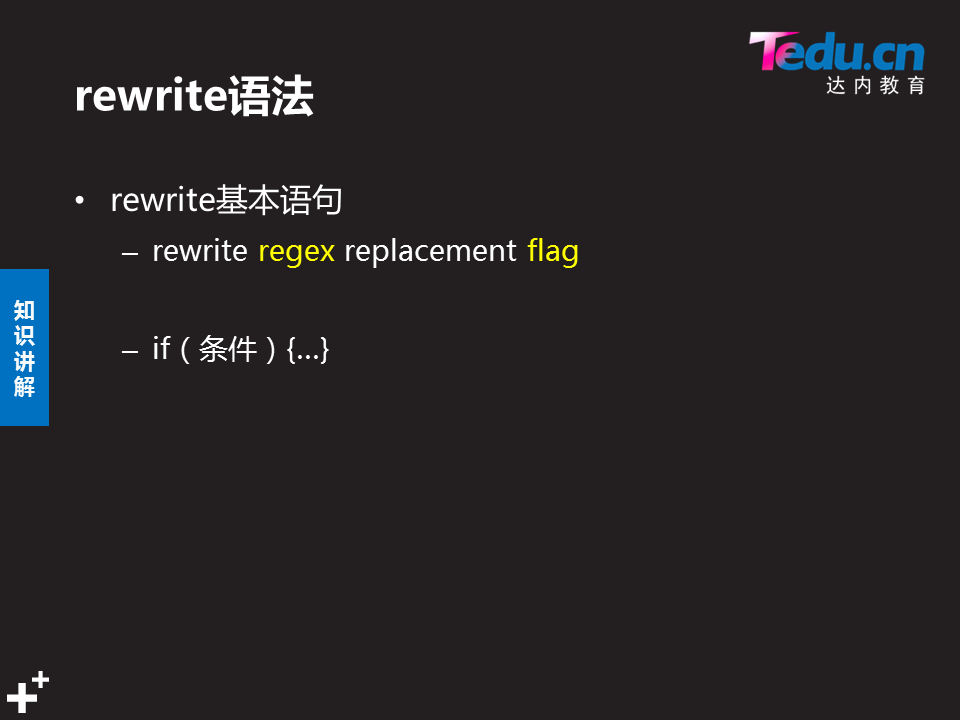 Tedu.cn
达内教育
rewrite语法
• rewrite基本语句
– rewrite regex replacement flag
– if（条件）{…}
知识讲解